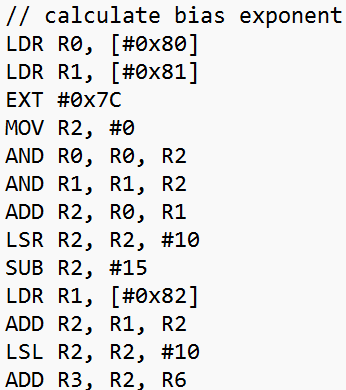 // calculate bias exponent
LDR R0, [#0x80]
LDR R1, [#0x81]
EXT #0x7C
MOV R2, #0
AND R0, R0, R2
AND R1, R1, R2
ADD R2, R0, R1
LSR R2, R2, #10
SUB R2, #15
LDR R1, [#0x82]
ADD R2, R1, R2
LSL R2, R2, #10
ADD R3, R2, R6